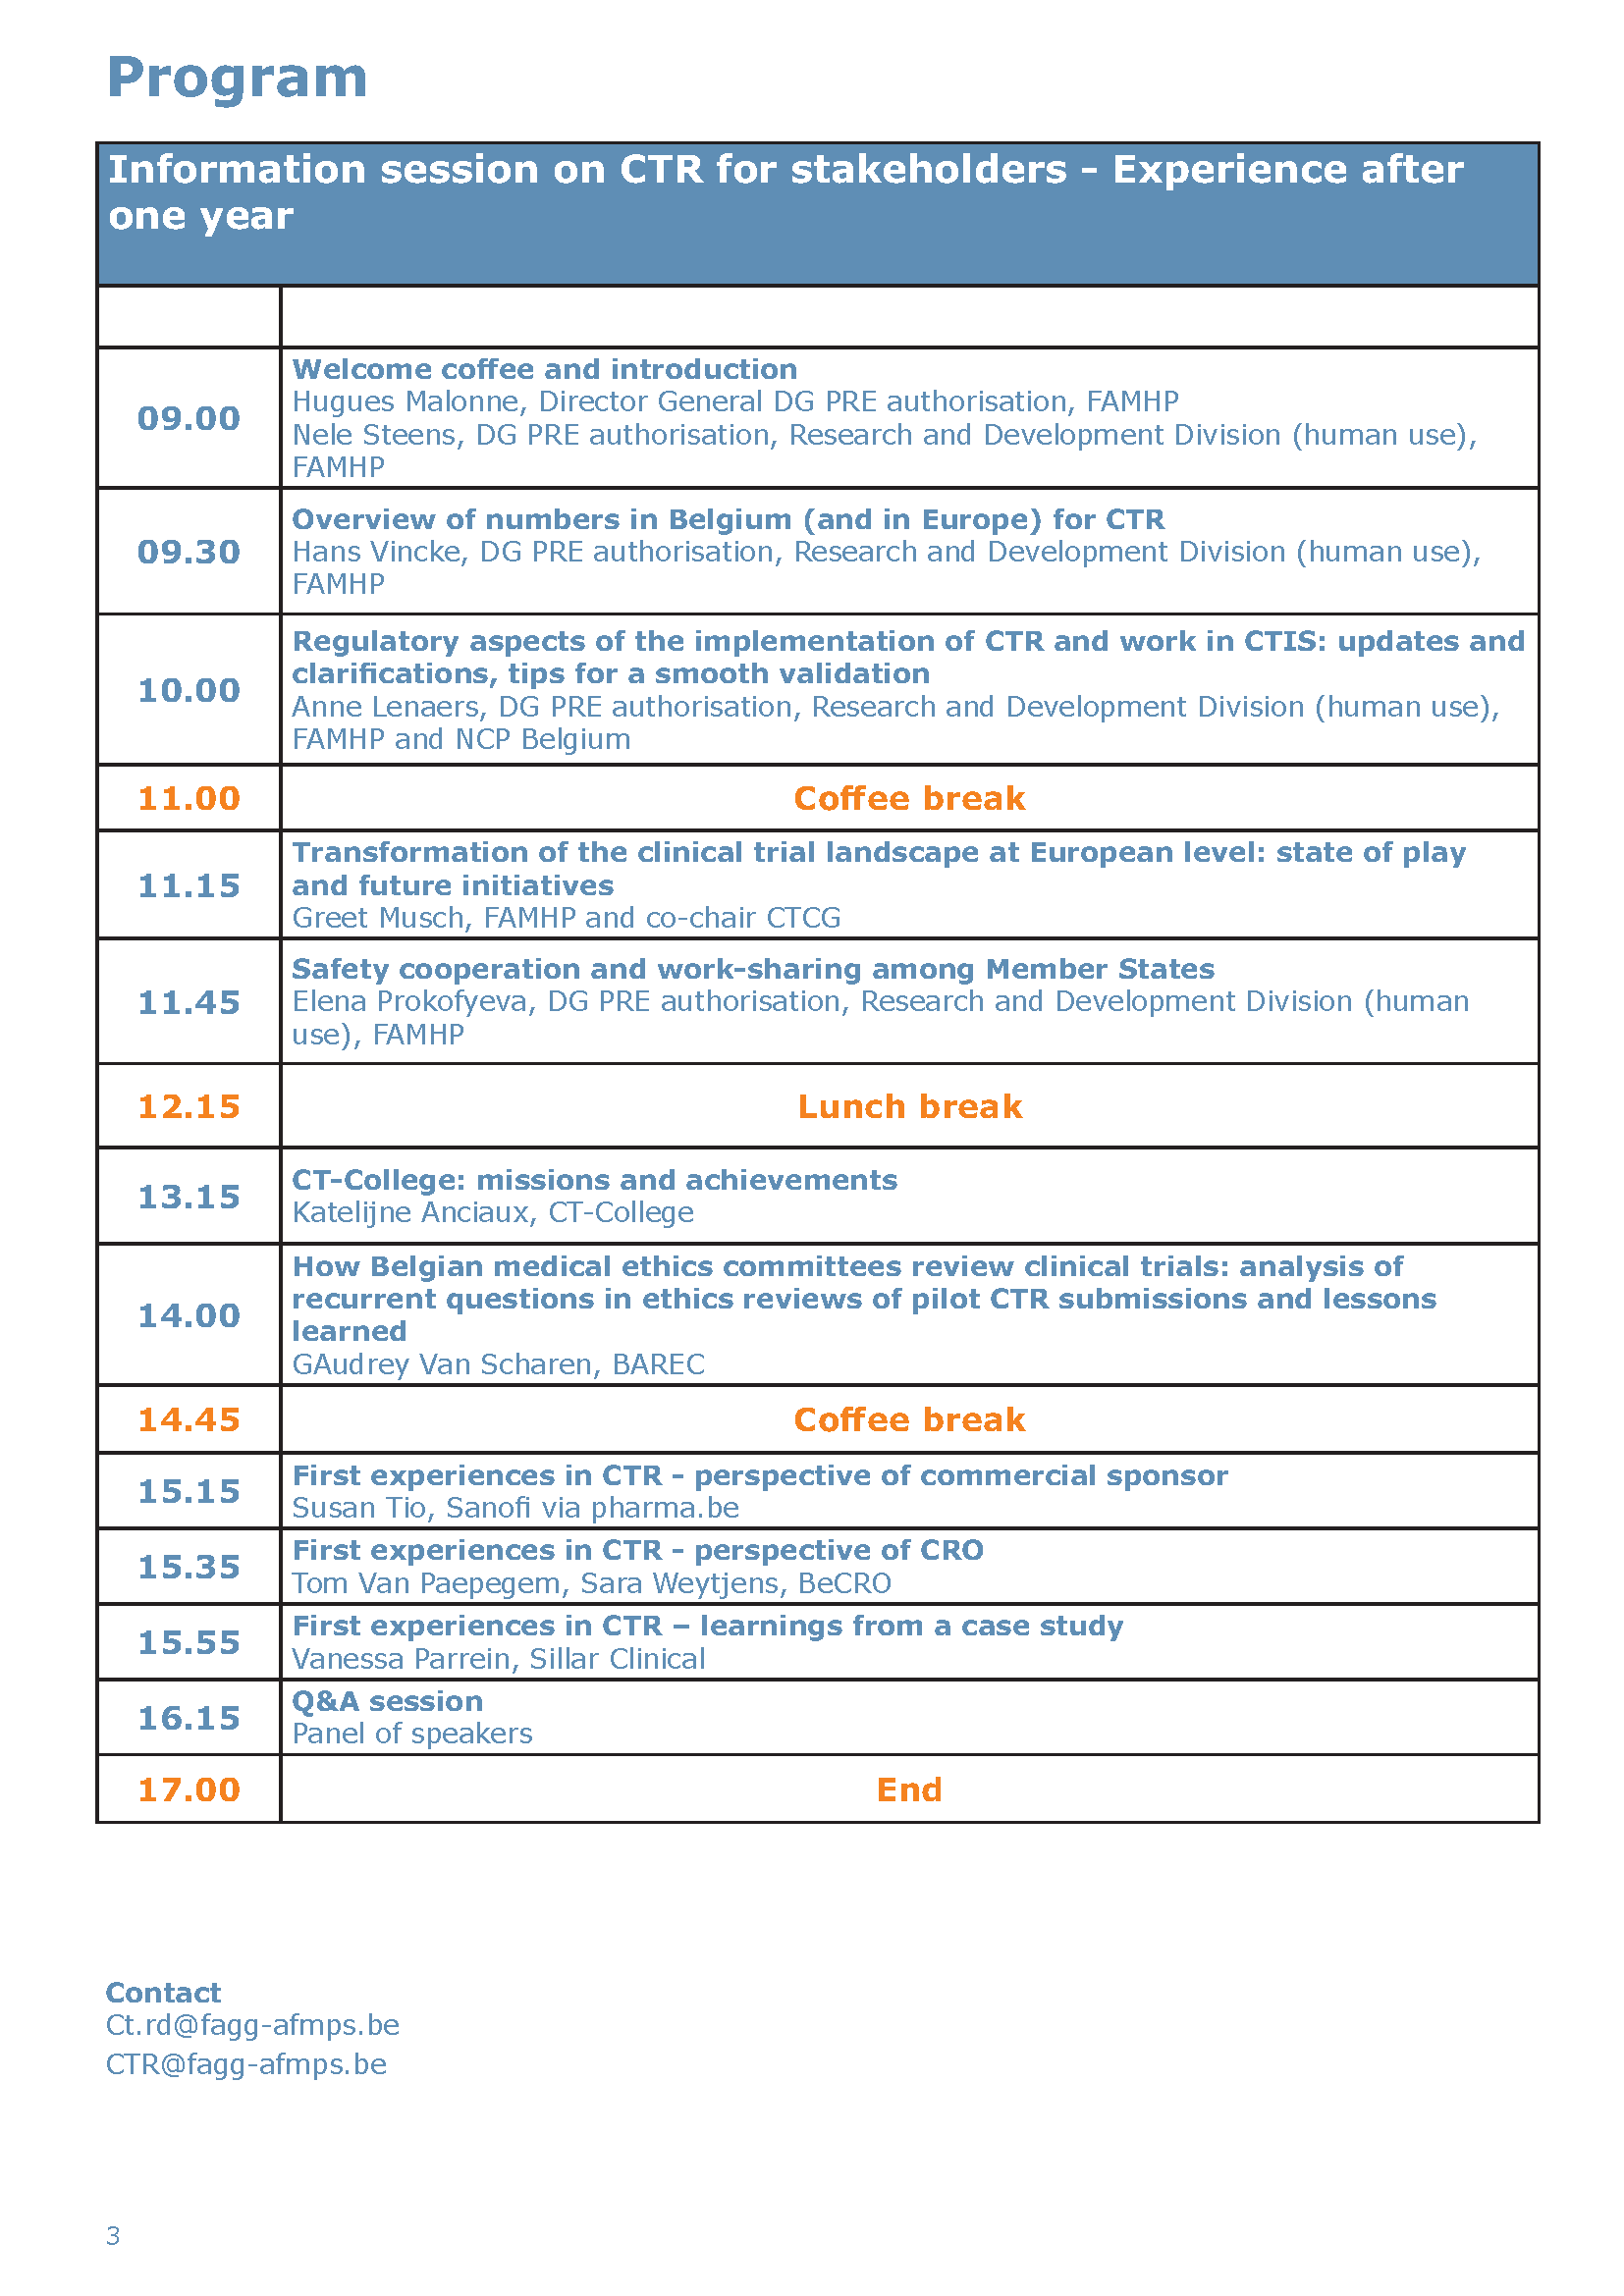 Program
Information session on CTR for stakeholders - Experience after
one year
09.00
Welcome coffee and introduction
Hugues Malonne, Director General DG PRE authorisation, FAMHP
Nele Steens, DG PRE authorisation, Research and Development Division (human use),
FAMHP
09.30
Overview of numbers in Belgium (and in Europe) for CTR
Hans Vincke, DG PRE authorisation, Research and Development Division (human use),
FAMHP
10.00
Regulatory aspects of the implementation of CTR and work in CTIS: updates and
clarifications, tips for a smooth validation
Anne Lenaers, DG PRE authorisation, Research and Development Division (human use),
FAMHP and NCP Belgium
11.00
Coffee break
11.15
Transformation of the clinical trial landscape at European level: state of play
and future initiatives
Greet Musch, FAMHP and co-chair CTCG
11.45
Safety cooperation and work-sharing among Member States
Elena Prokofyeva, DG PRE authorisation, Research and Development Division (human
use), FAMHP
12.15
Lunch break
13.15
CT-College: missions and achievements
Katelijne Anciaux, CT-College
14.00
How Belgian medical ethics committees review clinical trials: analysis of
recurrent questions in ethics reviews of pilot CTR submissions and lessons
learned
GAudrey Van Scharen, BAREC
14.45
Coffee break
15.15
First experiences in CTR - perspective of commercial sponsor
Susan Tio, Sanofi via pharma.be
15.35
First experiences in CTR - perspective of CRO
Tom Van Paepegem, Sara Weytjens, BeCRO
15.55
First experiences in CTR – learnings from a case study
Vanessa Parrein, Sillar Clinical
16.15
Q&A session
Panel of speakers
17.00
End
Contact
Ct.rd@fagg-afmps.be
CTR@fagg-afmps.be
3